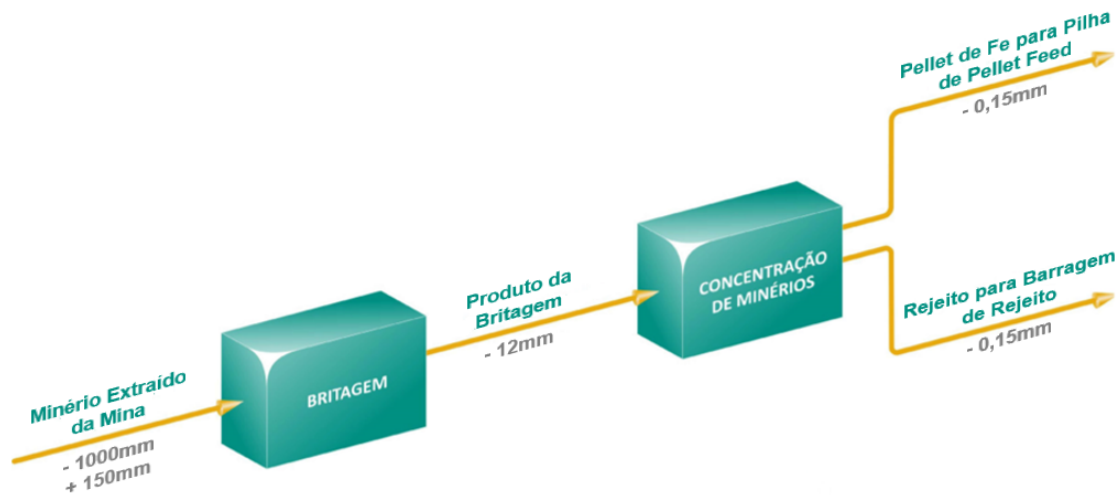 Minério Extraído
da Mina
- 1000mm
+ 150mm
BRITAGEM
Produto da
Britagem
- 12mm
CONCENTRAÇÃO
DE MINÉRIOS
Pellet de Fe para Pilha
de Pellet Feed
- 0,15mm
Rejeito para Barragem
de Rejeito
- 0,15mm